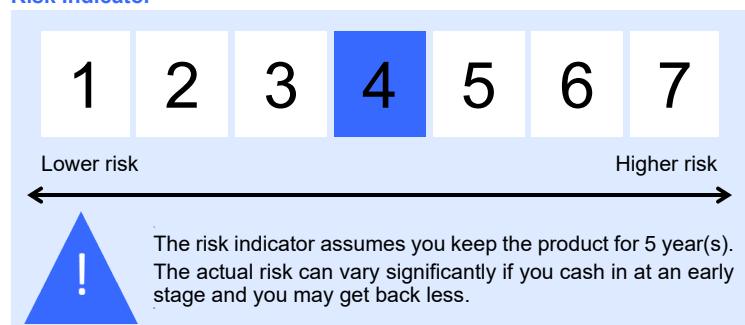 Risk indicator
1 2 3 4 5 6 7
Lower risk Higher risk
!
The risk indicator assumes you keep the product for 5 year(s).
The actual risk can vary significantly if you cash in at an early
stage and you may get back less.